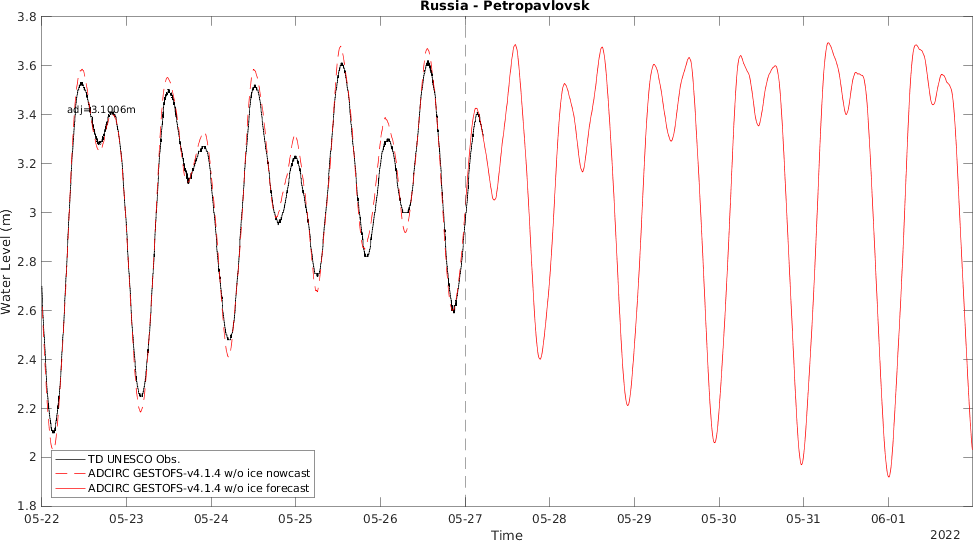 Russia - Petropavlovsk
3.8
3.6
3.4
3.2
3
2.8
2.6
2.4
2.2
2
1.8
Water Level (m)
adj=3.1006m
TD UNESCO Obs.
ADCIRC GESTOFS-v4.1.4 w/o ice nowcast
ADCIRC GESTOFS-v4.1.4 w/o ice forecast
05-22 05-23 05-24 05-25 05-26 05-27 05-28 05-29 05-30 05-31 06-01
Time
2022